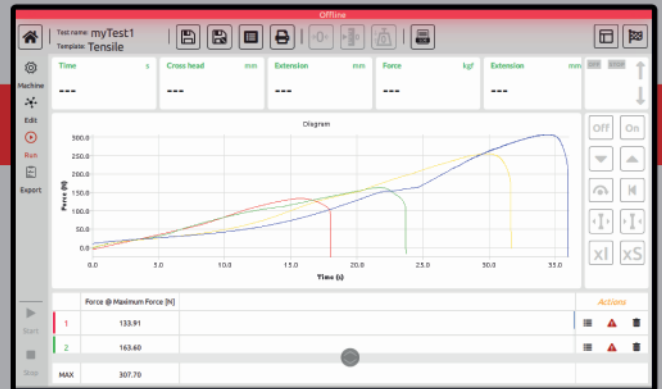 Offline
Test name: myTest1
Template: Tensile
Time s
Cross head mm
Extension mm
Force kgf
Extension mm
---
---
---
---
---
OFF STOP
Machine
Edit
Run
Export
Start
Stop
Off On
xI xS
Diagram
Force (N)
300.0
250.0
200.0
150.0
100.0
50.0
0.0
0.0 5.0 10.0 15.0 20.0 25.0 30.0 35.0
Time (s)
Force @ Maximum Force [N]
Actions
1 133.91
2 163.60
MAX 307.70